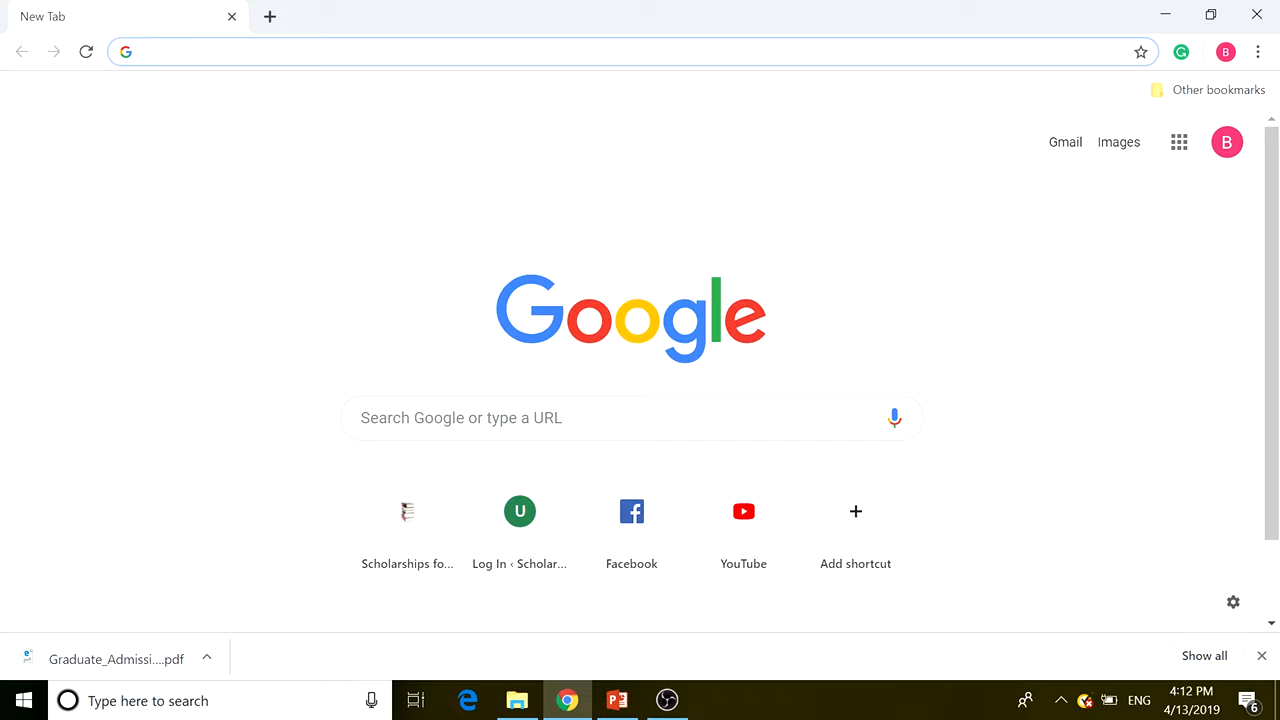 New Tab
Other bookmarks
Gmail Images
B
B
Google
Search Google or type a URL
U
Scholarships fo... Log In ‹ Scholar... Facebook YouTube Add shortcut
Graduate_Admissi....pdf
Show all
Type here to search
ENG
4:12 PM
4/13/2019
6